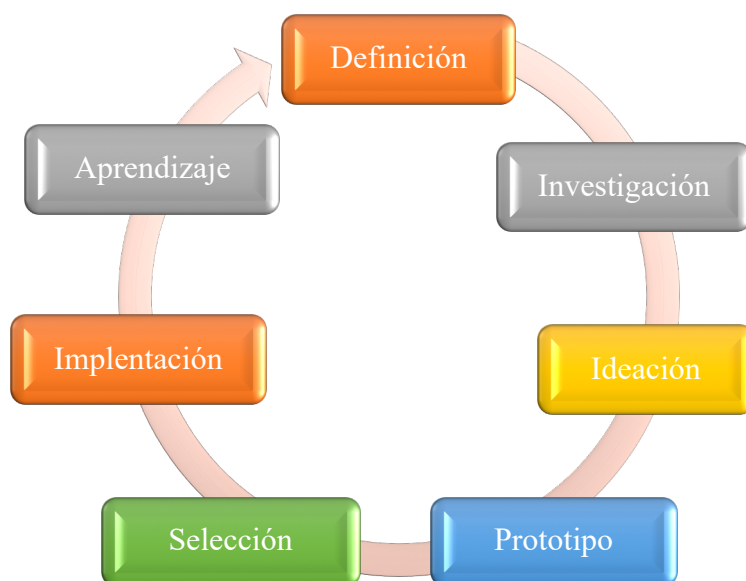 Definición
Investigación
Ideación
Prototipo
Selección
Implentación
Aprendizaje